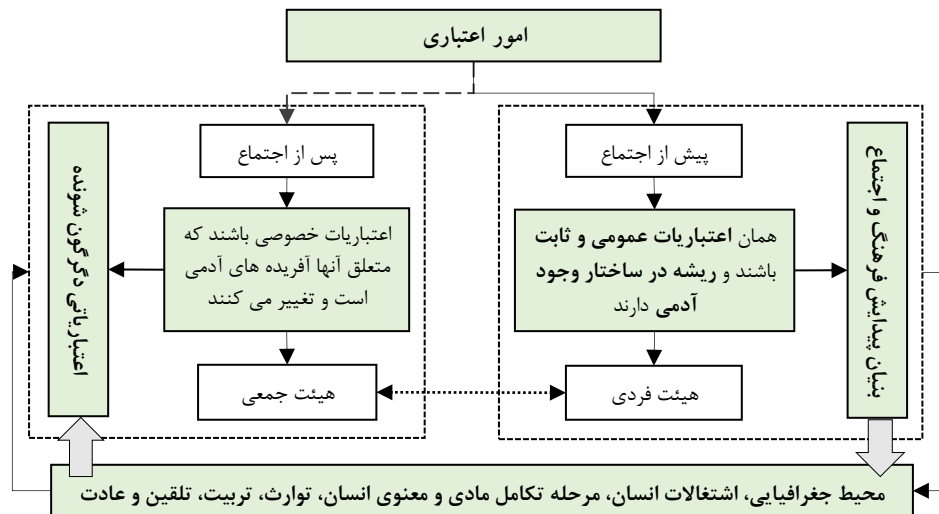 امور اعتباری
پیش از اجتماع
همان اعتباریات عمومی و ثابت
باشند و ریشه در ساختار وجود
آدمی دارند
هیئت فردی
بنیان پیدایش فرهنگ و اجتماع
پس از اجتماع
اعتباریات خصوصی باشند که
متعلق آنها آفریده های آدمی
است و تغییر می کنند
هیئت جمعی
اعتباریاتی دگرگون شونده
محیط جغرافیایی، اشتغالات انسان، مرحله تکامل مادی و معنوی انسان، توارث، تربیت، تلقین و عادت